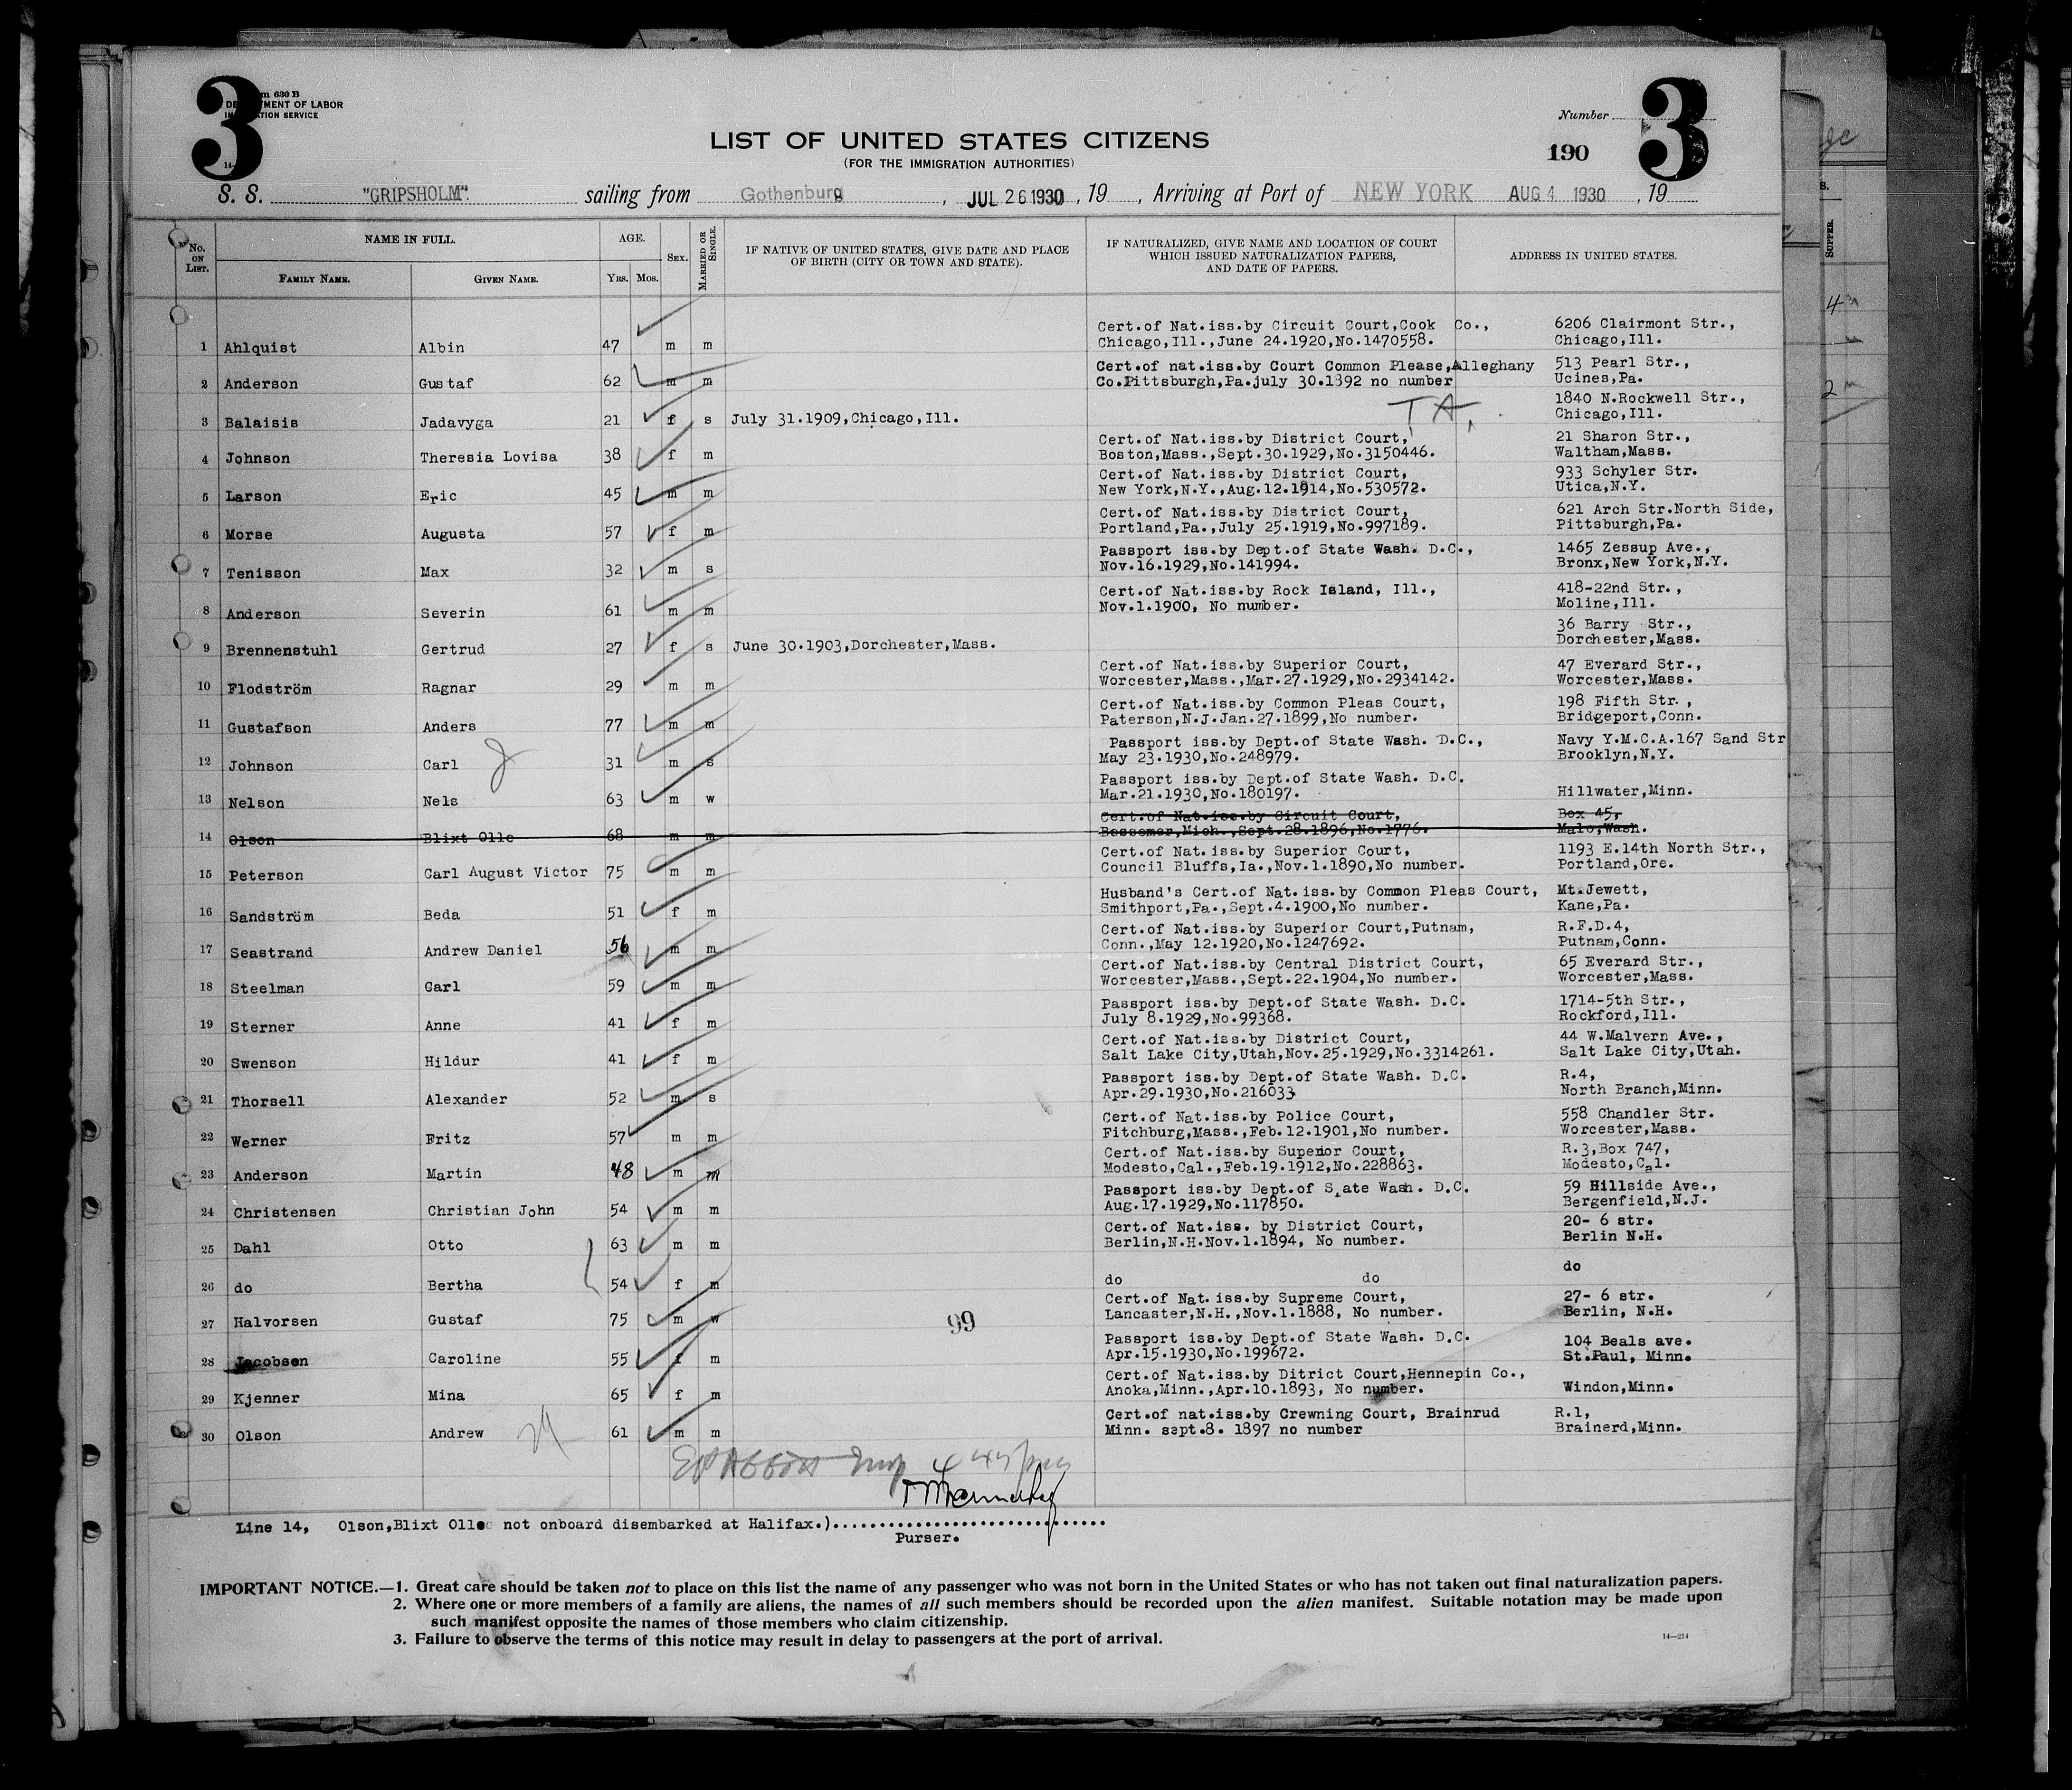 3
Form 630 B
DEPARTMENT OF LABOR
IMMIGRATION SERVICE
Number
3
190
LIST OF UNITED STATES CITIZENS
(FOR THE IMMIGRATION AUTHORITIES)
S. S. "GRIPSHOLM". sailing from Gothenburg, JUL 26 1930, 19, Arriving at Port of NEW YORK AUG 4 1930, 19
No. ON LIST. NAME IN FULL. FAMILY NAME. GIVEN NAME. AGE. YRS. MOS. SEX. MARRIED OR SINGLE. IF NATIVE OF UNITED STATES, GIVE DATE AND PLACE OF BIRTH (CITY OR TOWN AND STATE). IF NATURALIZED, GIVE NAME AND LOCATION OF COURT WHICH ISSUED NATURALIZATION PAPERS, AND DATE OF PAPERS. ADDRESS IN UNITED STATES.
Cert.of Nat.iss.by Circuit Court,Cook Co., 6206 Clairmont Str.,
1 Ahlquist Albin 47 m m Chicago,Ill.,June 24.1920,No.1470558. Chicago,Ill.
Cert.of nat.iss.by Court Common Please,Alleghany 513 Pearl Str.,
2 Anderson Gustaf 62 m m Co.Pittsburgh,Pa.july 30.1892 no number Ucines,Pa.
TA. 1840 N.Rockwell Str.,
3 Balaisis Jadavyga 21 f s July 31.1909,Chicago,Ill. Chicago,Ill.
Cert.of Nat.iss.by District Court, 21 Sharon Str.,
4 Johnson Theresia Lovisa 38 f m Boston,Mass.,Sept.30.1929,No.3150446. Waltham,Mass.
Cert.of Nat.iss.by District Court, 933 Schyler Str.
5 Larson Eric 45 m m New York,N.Y.,Aug.12.1914,No.530572. Utica,N.Y.
Cert.of Nat.iss.by District Court, 621 Arch Str.North Side,
6 Morse Augusta 57 f m Portland,Pa.,July 25.1919,No.997189. Pittsburgh,Pa.
Passport iss.by Dept.of State Wash. D.C., 1465 Zessup Ave.,
7 Tenisson Max 32 m s Nov.16.1929,No.141994. Bronx,New York,N.Y.
Cert.of Nat.iss.by Rock Island, Ill., 418-22nd Str.,
8 Anderson Severin 61 m m Nov.1.1900, No number. Moline,Ill.
36 Barry Str.,
9 Brennenstuhl Gertrud 27 f s June 30.1903,Dorchester,Mass. Dorchester,Mass.
Cert.of Nat.iss.by Superior Court, 47 Everard Str.,
10 Flodström Ragnar 29 m m Worcester,Mass.,Mar.27.1929,No.2934142. Worcester,Mass.
Cert.of Nat.iss.by Common Pleas Court, 198 Fifth Str.,
11 Gustafson Anders 77 m m Paterson,N.J.Jan.27.1899,No number. Bridgeport,Conn.
Passport iss.by Dept.of State Wash. D.C., Navy Y.M.C.A.167 Sand Str
12 Johnson Carl 31 m s May 23.1930,No.248979. Brooklyn,N.Y.
Passport iss.by Dept.of State Wash. D.C.
13 Nelson Nels 63 m w Mar.21.1930,No.180197. Hillwater,Minn.
Cert.of Nat.iss.by Circuit Court, Box 45,
14 Olson Blixt Olle 68 m m Bessemer,Mich.,Sept.28.1896,No.1776. Malo,Wash.
Cert.of Nat.iss.by Superior Court, 1193 E.14th North Str.,
15 Peterson Carl August Victor 75 m m Council Bluffs,Ia.,Nov.1.1890,No number. Portland,Ore.
Husband's Cert.of Nat.iss.by Common Pleas Court, Mt.Jewett,
16 Sandström Beda 51 f m Smithport,Pa.,Sept.4.1900,No number. Kane,Pa.
Cert.of Nat.iss.by Superior Court,Putnam, R.F.D.4,
17 Seastrand Andrew Daniel 56 m m Conn.,May 12.1920,No.1247692. Putnam,Conn.
Cert.of Nat.iss.by Central District Court, 65 Everard Str.,
18 Steelman Carl 59 m m Worcester,Mass.,Sept.22.1904,No number. Worcester,Mass.
Passport iss.by Dept.of State Wash. D.C. 1714-5th Str.,
19 Sterner Anne 41 f m July 8.1929,No.99368. Rockford,Ill.
Cert.of Nat.iss.by District Court, 44 W.Malvern Ave.,
20 Swenson Hildur 41 f m Salt Lake City,Utah,Nov.25.1929,No.3314261. Salt Lake City,Utah.
Passport iss.by Dept.of State Wash. D.C. R.4,
21 Thorsell Alexander 52 m s Apr.29.1930,No.216033 North Branch,Minn.
Cert.of Nat.iss.by Police Court, 558 Chandler Str.
22 Werner Fritz 57 m m Fitchburg,Mass.,Feb.12.1901,No number. Worcester,Mass.
Cert.of Nat.iss.by Superior Court, R.3,Box 747,
23 Anderson Martin 48 m m Modesto,Cal.,Feb.19.1912,No.228863. Modesto,Cal.
Passport iss.by Dept.of State Wash. D.C. 59 Hillside Ave.,
24 Christensen Christian John 54 m m Aug.17.1929,No.117850. Bergenfield,N.J.
Cert.of Nat.iss. by District Court, 20- 6 str.
25 Dahl Otto 63 m m Berlin,N.H.Nov.1.1894, No number. Berlin N.H.
26 do Bertha 54 f m do do do
Cert.of Nat.iss.by Supreme Court, 27- 6 str.
27 Halvorsen Gustaf 75 m w 99 Lancaster,N.H.,Nov.1.1888, No number. Berlin, N.H.
Passport iss.by Dept.of State Wash. D.C. 104 Beals ave.
28 Jacobsen Caroline 55 f m Apr.15.1930,No.199672. St.Paul, Minn.
Cert.of Nat.iss.by Ditrict Court,Hennepin Co.,
29 Kjenner Mina 65 f m Anoka,Minn.,Apr.10.1893, No number. Windon,Minn.
Cert.of nat.iss.by Crewning Court, Brainrud R.1,
30 Olson Andrew 61 m m Minn. sept.8. 1897 no number Brainerd,Minn.
Line 14, Olson,Blixt Olle not onboard disembarked at Halifax.)
Purser.
IMPORTANT NOTICE.—1. Great care should be taken not to place on this list the name of any passenger who was not born in the United States or who has not taken out final naturalization papers.
2. Where one or more members of a family are aliens, the names of all such members should be recorded upon the alien manifest. Suitable notation may be made upon
such manifest opposite the names of those members who claim citizenship.
3. Failure to observe the terms of this notice may result in delay to passengers at the port of arrival.
14—214